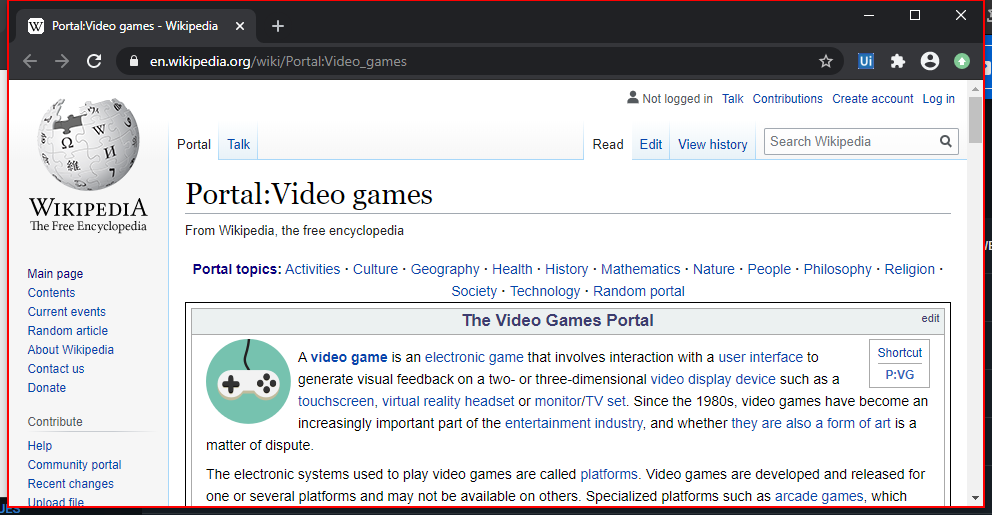 Portal:Video games - Wikipedia
en.wikipedia.org/wiki/Portal:Video_games
Ui
Not logged in Talk Contributions Create account Log in
Portal Talk Read Edit View history Search Wikipedia
Ω W И 維
WIKIPEDIA
The Free Encyclopedia
Main page
Contents
Current events
Random article
About Wikipedia
Contact us
Donate
Contribute
Help
Community portal
Recent changes
Upload file
Portal:Video games
From Wikipedia, the free encyclopedia
Portal topics: Activities · Culture · Geography · Health · History · Mathematics · Nature · People · Philosophy · Religion ·
Society · Technology · Random portal
The Video Games Portal edit
Shortcut
P:VG
A video game is an electronic game that involves interaction with a user interface to
generate visual feedback on a two- or three-dimensional video display device such as a
touchscreen, virtual reality headset or monitor/TV set. Since the 1980s, video games have become an
increasingly important part of the entertainment industry, and whether they are also a form of art is a
matter of dispute.
The electronic systems used to play video games are called platforms. Video games are developed and released for
one or several platforms and may not be available on others. Specialized platforms such as arcade games, which